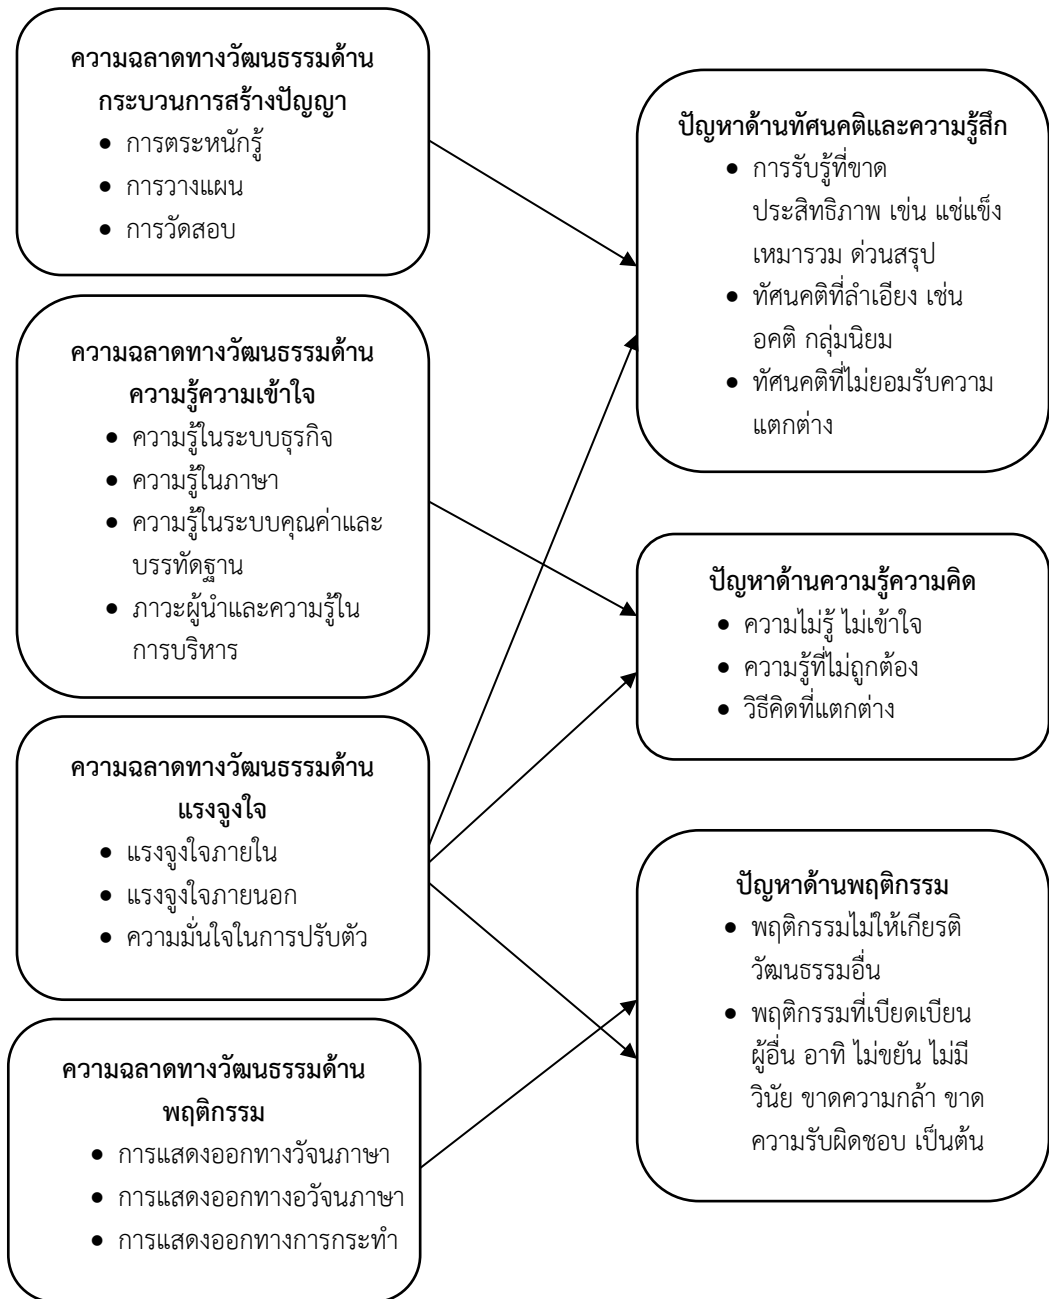 ความฉลาดทางวัฒนธรรมด้าน
กระบวนการสร้างปัญญา
● การตระหนักรู้
● การวางแผน
● การวัดสอบ
ความฉลาดทางวัฒนธรรมด้าน
ความรู้ความเข้าใจ
● ความรู้ในระบบธุรกิจ
● ความรู้ในภาษา
● ความรู้ในระบบคุณค่าและ
บรรทัดฐาน
● ภาวะผู้นำและความรู้ใน
การบริหาร
ความฉลาดทางวัฒนธรรมด้าน
แรงจูงใจ
● แรงจูงใจภายใน
● แรงจูงใจภายนอก
● ความมั่นใจในการปรับตัว
ความฉลาดทางวัฒนธรรมด้าน
พฤติกรรม
● การแสดงออกทางวัจนภาษา
● การแสดงออกทางอวัจนภาษา
● การแสดงออกทางการกระทำ
ปัญหาด้านทัศนคติและความรู้สึก
● การรับรู้ที่ขาด
ประสิทธิภาพ เข่น แช่แข็ง
เหมารวม ด่วนสรุป
● ทัศนคติที่ลำเอียง เช่น
อคติ กลุ่มนิยม
● ทัศนคติที่ไม่ยอมรับความ
แตกต่าง
ปัญหาด้านความรู้ความคิด
● ความไม่รู้ ไม่เข้าใจ
● ความรู้ที่ไม่ถูกต้อง
● วิธีคิดที่แตกต่าง
ปัญหาด้านพฤติกรรม
● พฤติกรรมไม่ให้เกียรติ
วัฒนธรรมอื่น
● พฤติกรรมที่เบียดเบียน
ผู้อื่น อาทิ ไม่ขยัน ไม่มี
วินัย ขาดความกล้า ขาด
ความรับผิดชอบ เป็นต้น